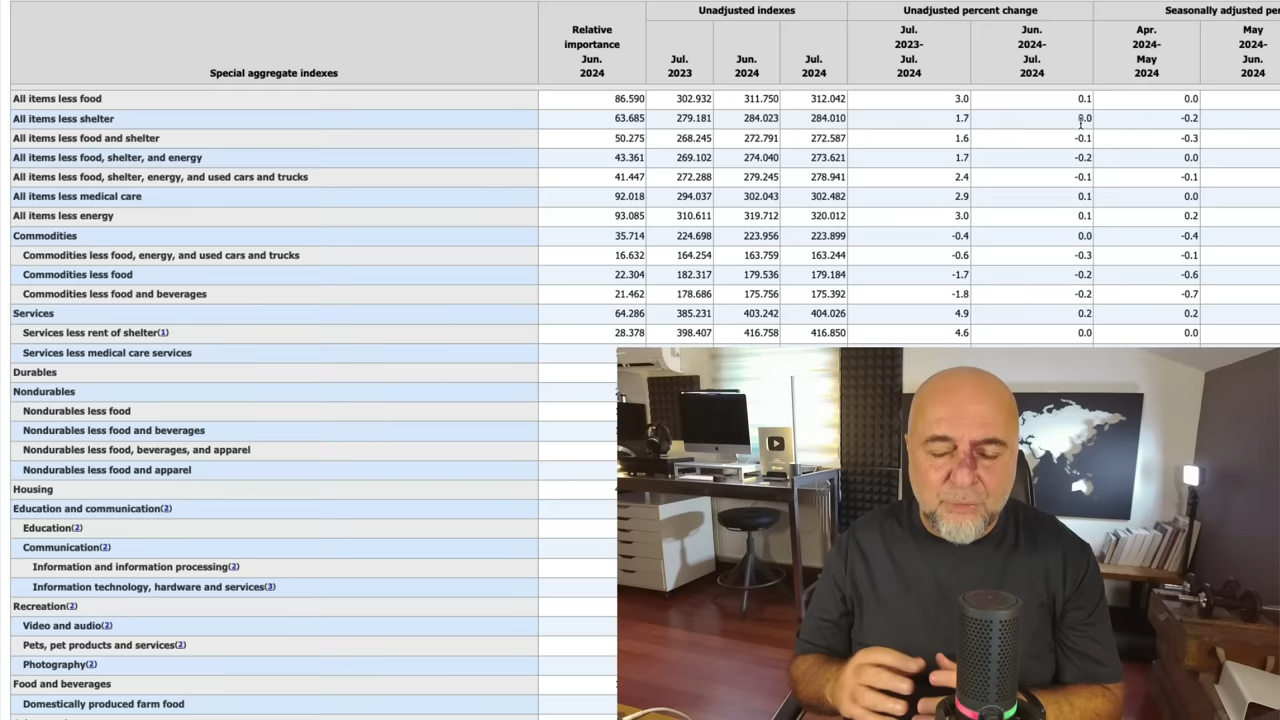 Unadjusted indexes Unadjusted percent change Seasonally adjusted per
Special aggregate indexes Relative importance Jun. 2024 Jul. 2023 Jun. 2024 Jul. 2024 Jul. 2023- Jul. 2024 Jun. 2024- Jul. 2024 Apr. 2024- May 2024 May 2024- Jun. 2024
All items less food 86.590 302.932 311.750 312.042 3.0 0.1 0.0
All items less shelter 63.685 279.181 284.023 284.010 1.7 0.0 -0.2
All items less food and shelter 50.275 268.245 272.791 272.587 1.6 -0.1 -0.3
All items less food, shelter, and energy 43.361 269.102 274.040 273.621 1.7 -0.2 0.0
All items less food, shelter, energy, and used cars and trucks 41.447 272.288 279.245 278.941 2.4 -0.1 -0.1
All items less medical care 92.018 294.037 302.043 302.482 2.9 0.1 0.0
All items less energy 93.085 310.611 319.712 320.012 3.0 0.1 0.2
Commodities 35.714 224.698 223.956 223.899 -0.4 0.0 -0.4
Commodities less food, energy, and used cars and trucks 16.632 164.254 163.759 163.244 -0.6 -0.3 -0.1
Commodities less food 22.304 182.317 179.536 179.184 -1.7 -0.2 -0.6
Commodities less food and beverages 21.462 178.686 175.756 175.392 -1.8 -0.2 -0.7
Services 64.286 385.231 403.242 404.026 4.9 0.2 0.2
Services less rent of shelter(1) 28.378 398.407 416.758 416.850 4.6 0.0 0.0
Services less medical care services
Durables
Nondurables
Nondurables less food
Nondurables less food and beverages
Nondurables less food, beverages, and apparel
Nondurables less food and apparel
Housing
Education and communication(2)
Education(2)
Communication(2)
Information and information processing(2)
Information technology, hardware and services(3)
Recreation(2)
Video and audio(2)
Pets, pet products and services(2)
Photography(2)
Food and beverages
Domestically produced farm food